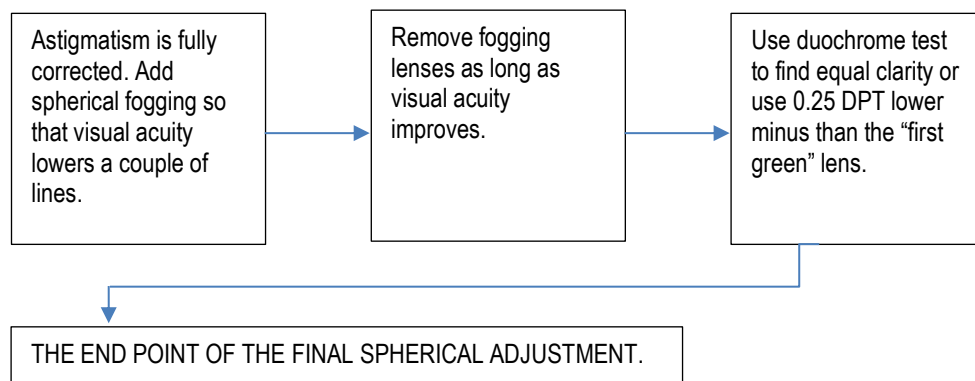 Astigmatism is fully
corrected. Add
spherical fogging so
that visual acuity
lowers a couple of
lines.
Remove fogging
lenses as long as
visual acuity
improves.
Use duochrome test
to find equal clarity or
use 0.25 DPT lower
minus than the “first
green” lens.
THE END POINT OF THE FINAL SPHERICAL ADJUSTMENT.